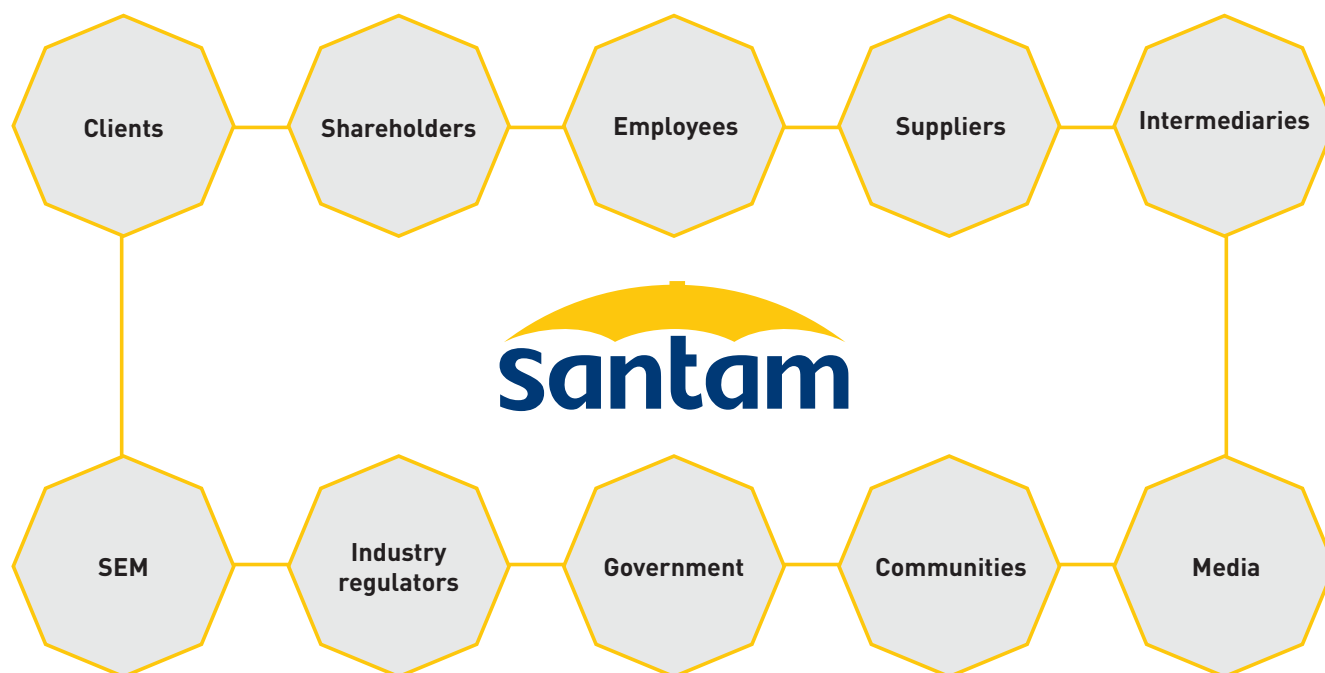 Clients
Shareholders
Employees
Suppliers
Intermediaries
santam
SEM
Industry
regulators
Government
Communities
Media